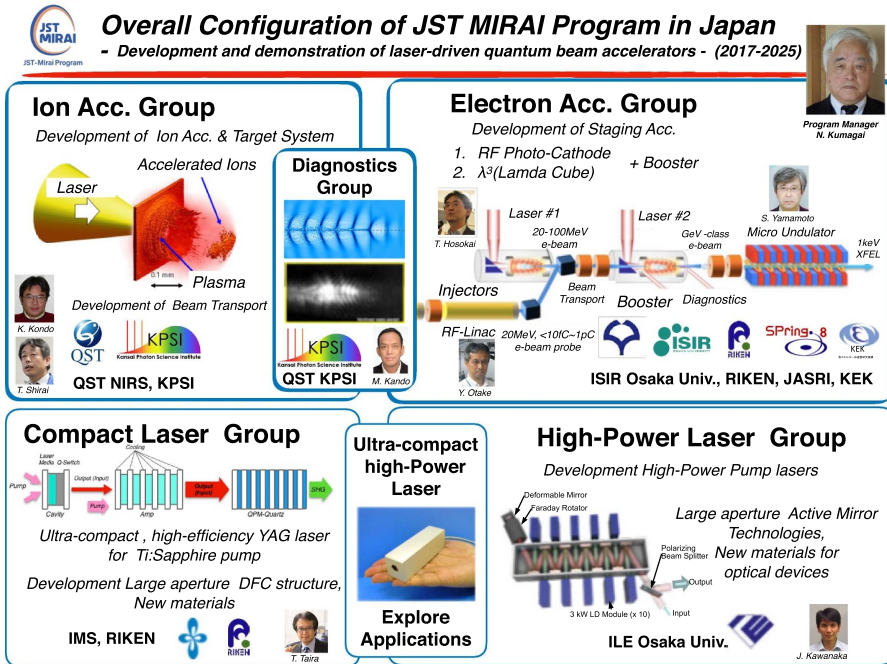 JST
MIRAI
JST-Mirai Program
Overall Configuration of JST MIRAI Program in Japan
- Development and demonstration of laser-driven quantum beam accelerators - (2017-2025)
Program Manager
N. Kumagai
Ion Acc. Group
Development of Ion Acc. & Target System
Laser
Accelerated Ions
0.1 mm
Plasma
Development of Beam Transport
K. Kondo
T. Shirai
QST
KPSI
Kansai Photon Science Institute
QST NIRS, KPSI
Diagnostics
Group
KPSI
Kansai Photon Science Institute
QST KPSI
M. Kando
Electron Acc. Group
Development of Staging Acc.
1. RF Photo-Cathode
2. λ³(Lamda Cube)
+ Booster
T. Hosokai
Laser #1
20-100MeV
e-beam
Laser #2
GeV -class
e-beam
S. Yamamoto
Micro Undulator
1keV
XFEL
Injectors
Beam
Transport
Booster
Diagnostics
RF-Linac
20MeV, <10fC~1pC
e-beam probe
Y. Otake
ISIR
OSAKA UNIVERSITY
RIKEN
SPring-8
KEK
ISIR Osaka Univ., RIKEN, JASRI, KEK
Compact Laser Group
Laser
Media Q-Switch
Cooling
Pump
Output (Input)
Pump
Output
(Input)
SHG
Cavity
Amp
QPM-Quartz
Ultra-compact , high-efficiency YAG laser
for Ti:Sapphire pump
Development Large aperture DFC structure,
New materials
IMS, RIKEN
RIKEN
T. Taira
Ultra-compact
high-Power
Laser
Explore
Applications
High-Power Laser Group
Development High-Power Pump lasers
Deformable Mirror
Faraday Rotator
Polarizing
Beam Splitter
Output
Input
3 kW LD Module (x 10)
Large aperture Active Mirror
Technologies,
New materials for
optical devices
ILE Osaka Univ.
J. Kawanaka